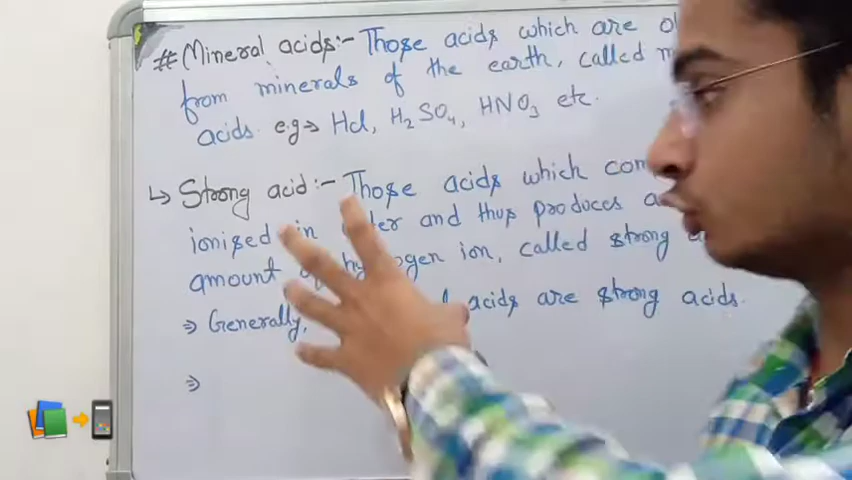 # Mineral acids:- Those acids which are
from minerals of the earth, called
acids. e.g → Hcl, H₂SO₄, HNO₃ etc.
↳ Strong acid:- Those acids which
ionised in and thus produces
amount of hydrogen ion, called strong
⇒ Generally, acids are strong acids.
⇒